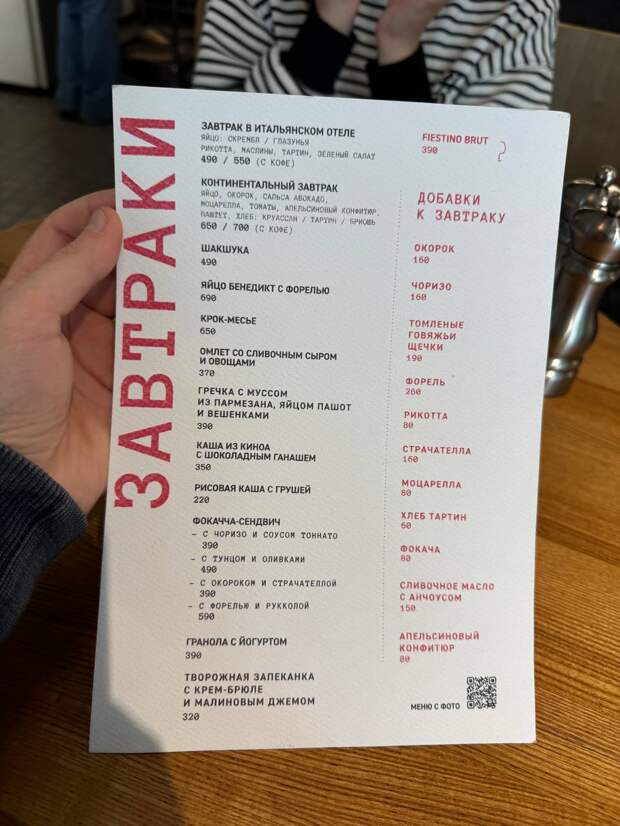 ЗАВТРАКИ
ЗАВТРАК В ИТАЛЬЯНСКОМ ОТЕЛЕ
ЯЙЦО: СКРЕМБЛ / ГЛАЗУНЬЯ
РИКОТТА, МАСЛИНЫ, ТАРТИН, ЗЕЛЕНЫЙ САЛАТ
490 / 550 (С КОФЕ)
КОНТИНЕНТАЛЬНЫЙ ЗАВТРАК
ЯЙЦО, ОКОРОК, САЛЬСА АВОКАДО,
МОЦАРЕЛЛА, ТОМАТЫ, АПЕЛЬСИНОВЫЙ КОНФИТЮР,
ПАШТЕТ, ХЛЕБ: КРУАССАН / ТАРТИН / БРИОШЬ
650 / 700 (С КОФЕ)
ШАКШУКА
490
ЯЙЦО БЕНЕДИКТ С ФОРЕЛЬЮ
690
КРОК-МЕСЬЕ
650
ОМЛЕТ СО СЛИВОЧНЫМ СЫРОМ
И ОВОЩАМИ
370
ГРЕЧКА С МУССОМ
ИЗ ПАРМЕЗАНА, ЯЙЦОМ ПАШОТ
И ВЕШЕНКАМИ
390
КАША ИЗ КИНОА
С ШОКОЛАДНЫМ ГАНАШЕМ
350
РИСОВАЯ КАША С ГРУШЕЙ
220
ФОКАЧЧА-СЕНДВИЧ
– С ЧОРИЗО И СОУСОМ ТОННАТО
390
– С ТУНЦОМ И ОЛИВКАМИ
490
– С ОКОРОКОМ И СТРАЧАТЕЛЛОЙ
390
– С ФОРЕЛЬЮ И РУККОЛОЙ
590
ГРАНОЛА С ЙОГУРТОМ
390
ТВОРОЖНАЯ ЗАПЕКАНКА
С КРЕМ-БРЮЛЕ
И МАЛИНОВЫМ ДЖЕМОМ
320
FIESTINO BRUT
390
ДОБАВКИ
К ЗАВТРАКУ
ОКОРОК
160
ЧОРИЗО
160
ТОМЛЕНЫЕ
ГОВЯЖЬИ
ЩЕЧКИ
190
ФОРЕЛЬ
260
РИКОТТА
80
СТРАЧАТЕЛЛА
160
МОЦАРЕЛЛА
80
ХЛЕБ ТАРТИН
60
ФОКАЧА
80
СЛИВОЧНОЕ МАСЛО
С АНЧОУСОМ
150
АПЕЛЬСИНОВЫЙ
КОНФИТЮР
80
МЕНЮ С ФОТО